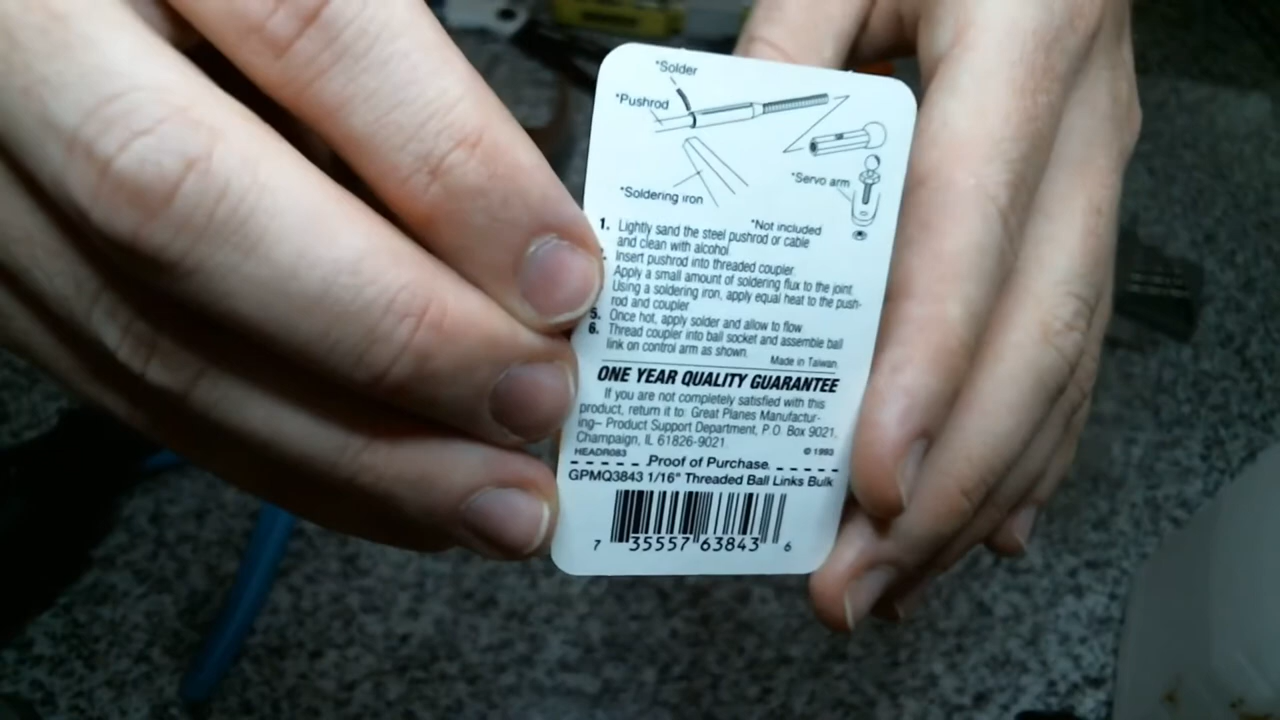 *Solder
*Pushrod
*Soldering iron
*Servo arm
*Not included
1. Lightly sand the steel pushrod or cable
and clean with alcohol
Insert pushrod into threaded coupler.
Apply a small amount of soldering flux to the joint.
Using a soldering iron, apply equal heat to the push-
rod and coupler
5. Once hot, apply solder and allow to flow
6. Thread coupler into ball socket and assemble ball
link on control arm as shown.
Made in Taiwan
ONE YEAR QUALITY GUARANTEE
If you are not completely satisfied with this
product, return it to: Great Planes Manufactur-
ing– Product Support Department, P.O. Box 9021,
Champaign, IL 61826-9021
HEADR083 © 1993
Proof of Purchase
GPMQ3843 1/16" Threaded Ball Links Bulk
7 35557 63843 6